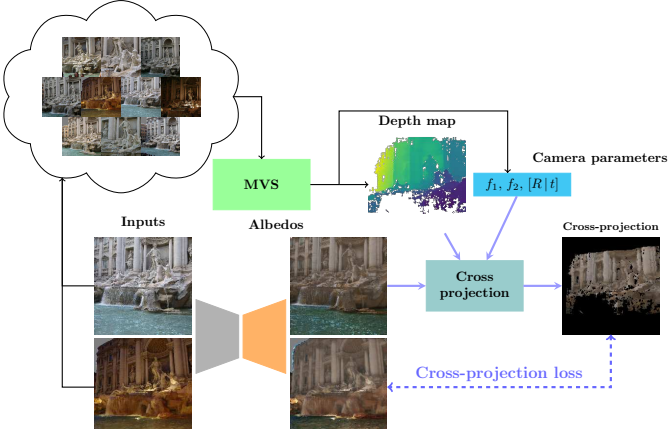 Depth map
Camera parameters
MVS
f₁, f₂, [R | t]
Inputs
Albedos
Cross-projection
Cross
projection
Cross-projection loss